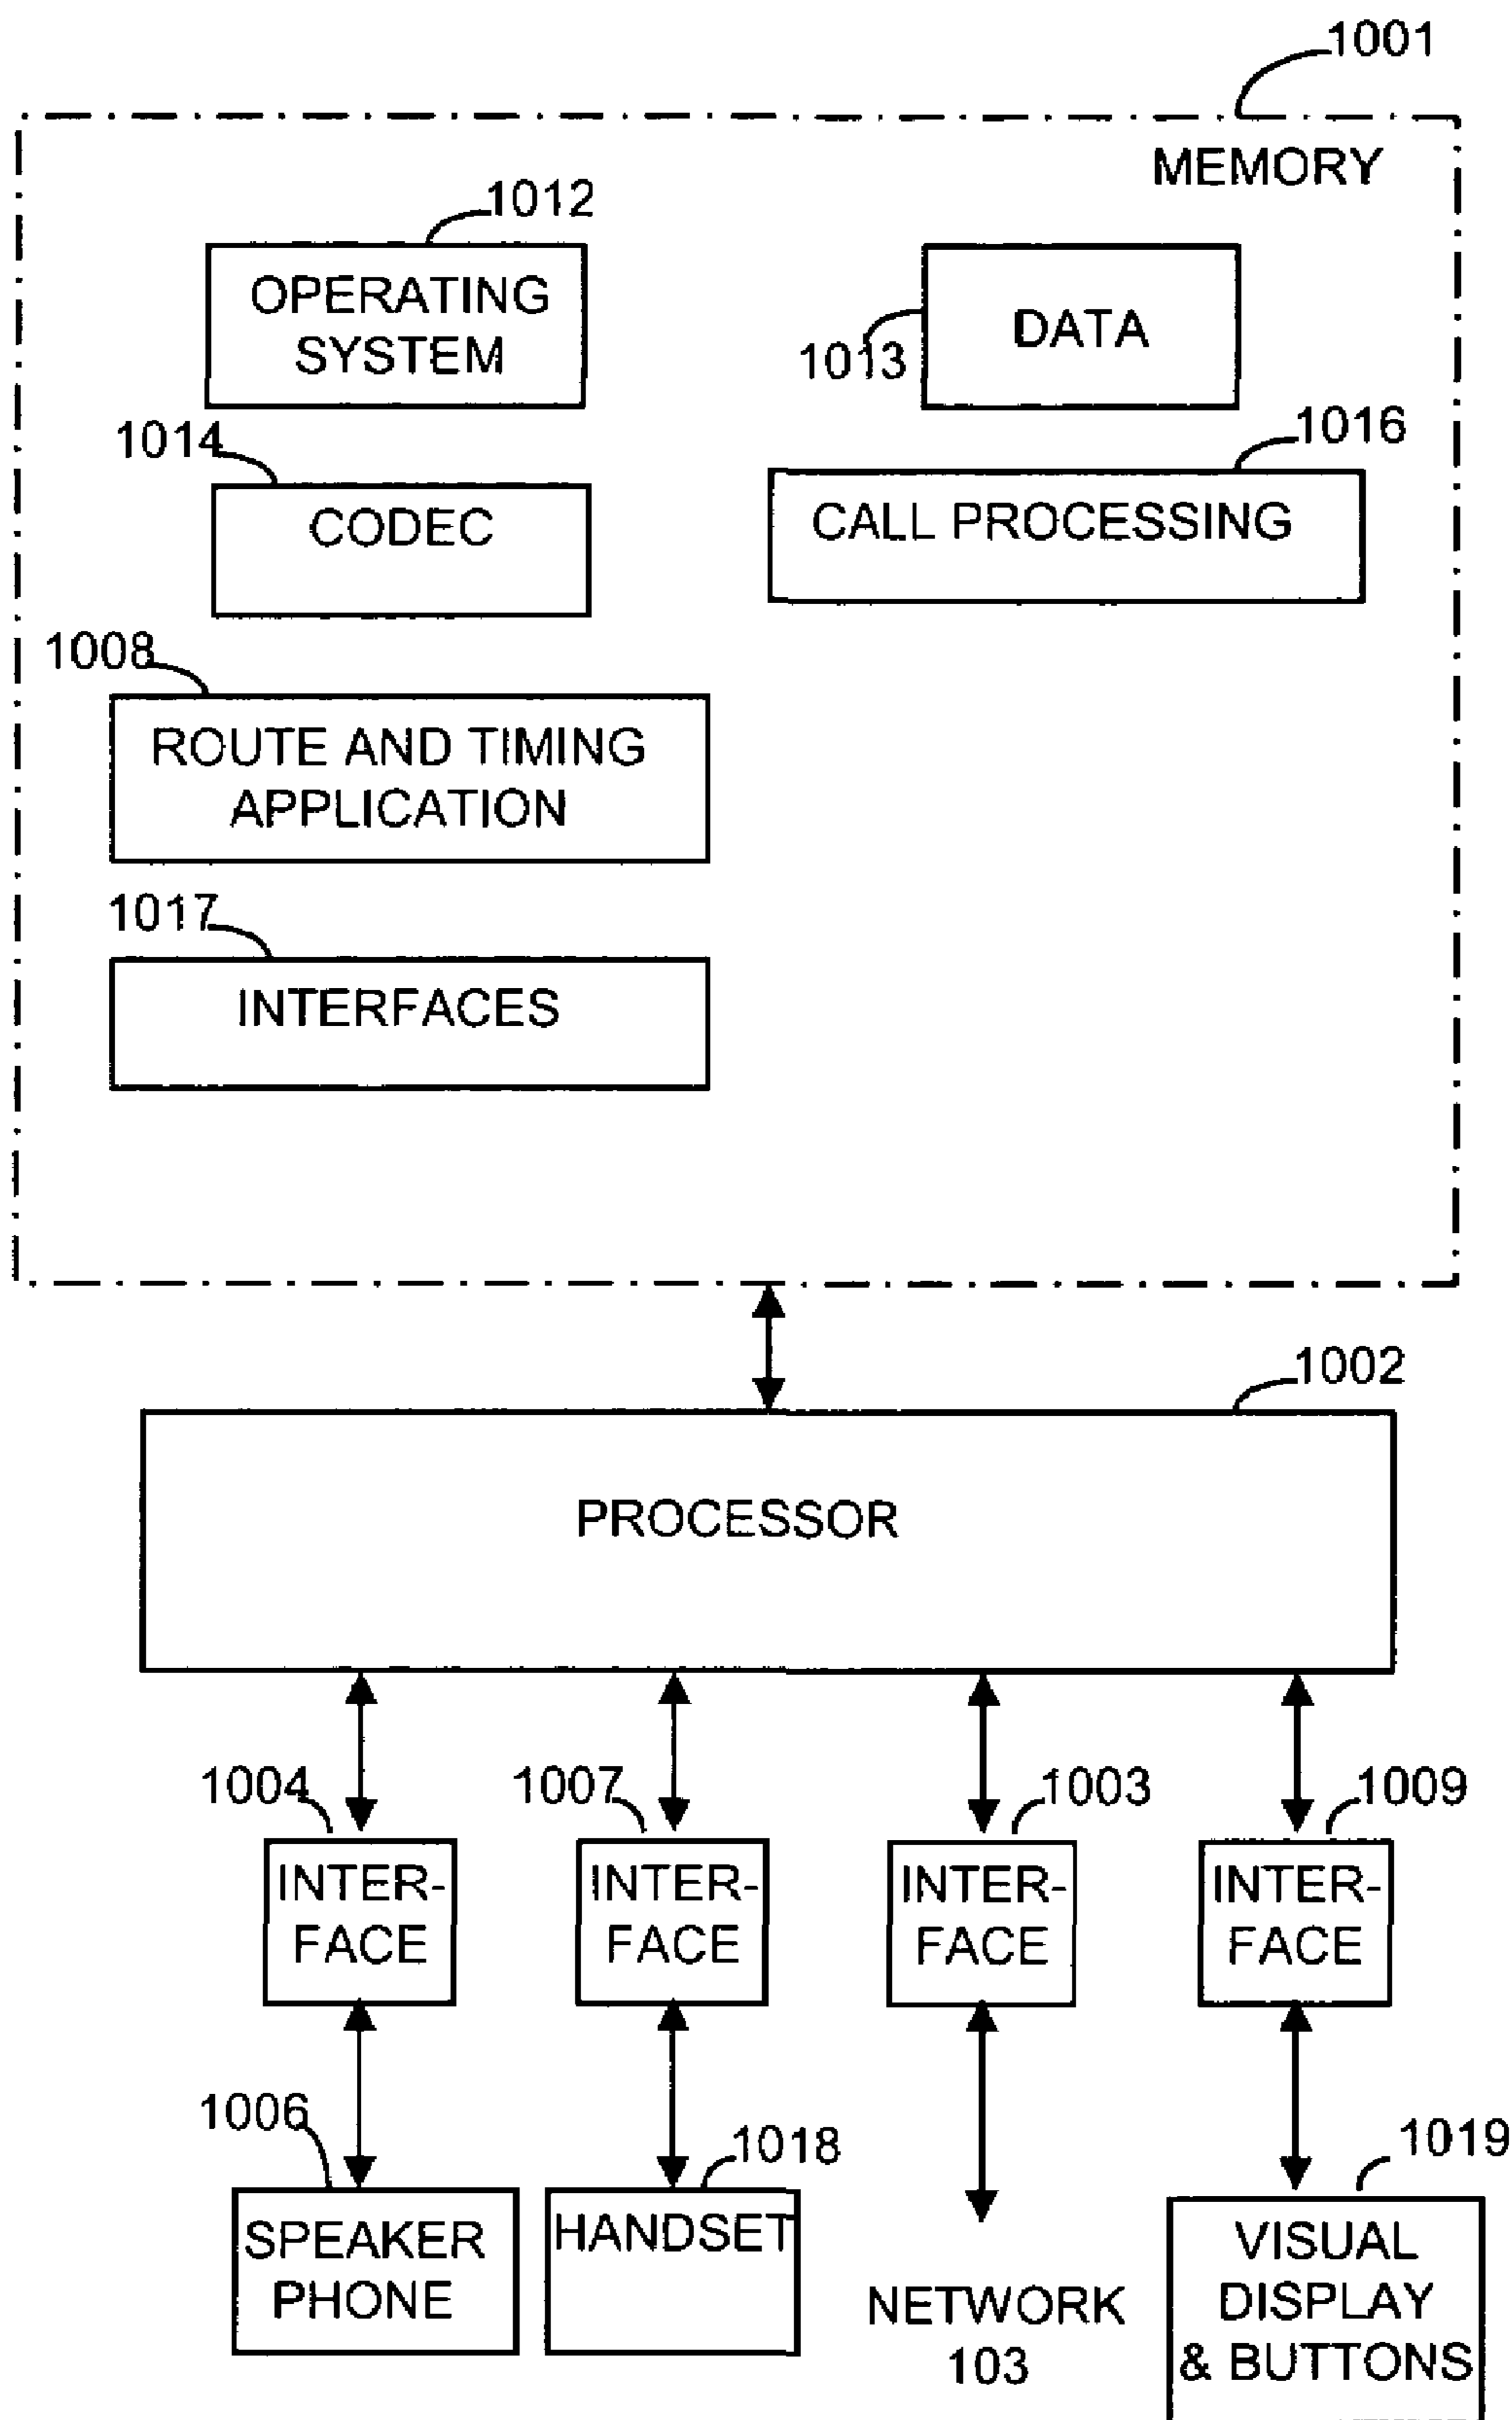 1001
MEMORY
1012
OPERATING
SYSTEM
1013
DATA
1014
CODEC
1016
CALL PROCESSING
1008
ROUTE AND TIMING
APPLICATION
1017
INTERFACES
1002
PROCESSOR
1004
INTER-
FACE
1007
INTER-
FACE
1003
INTER-
FACE
1009
INTER-
FACE
1006
SPEAKER
PHONE
1018
HANDSET
NETWORK
103
1019
VISUAL
DISPLAY
& BUTTONS